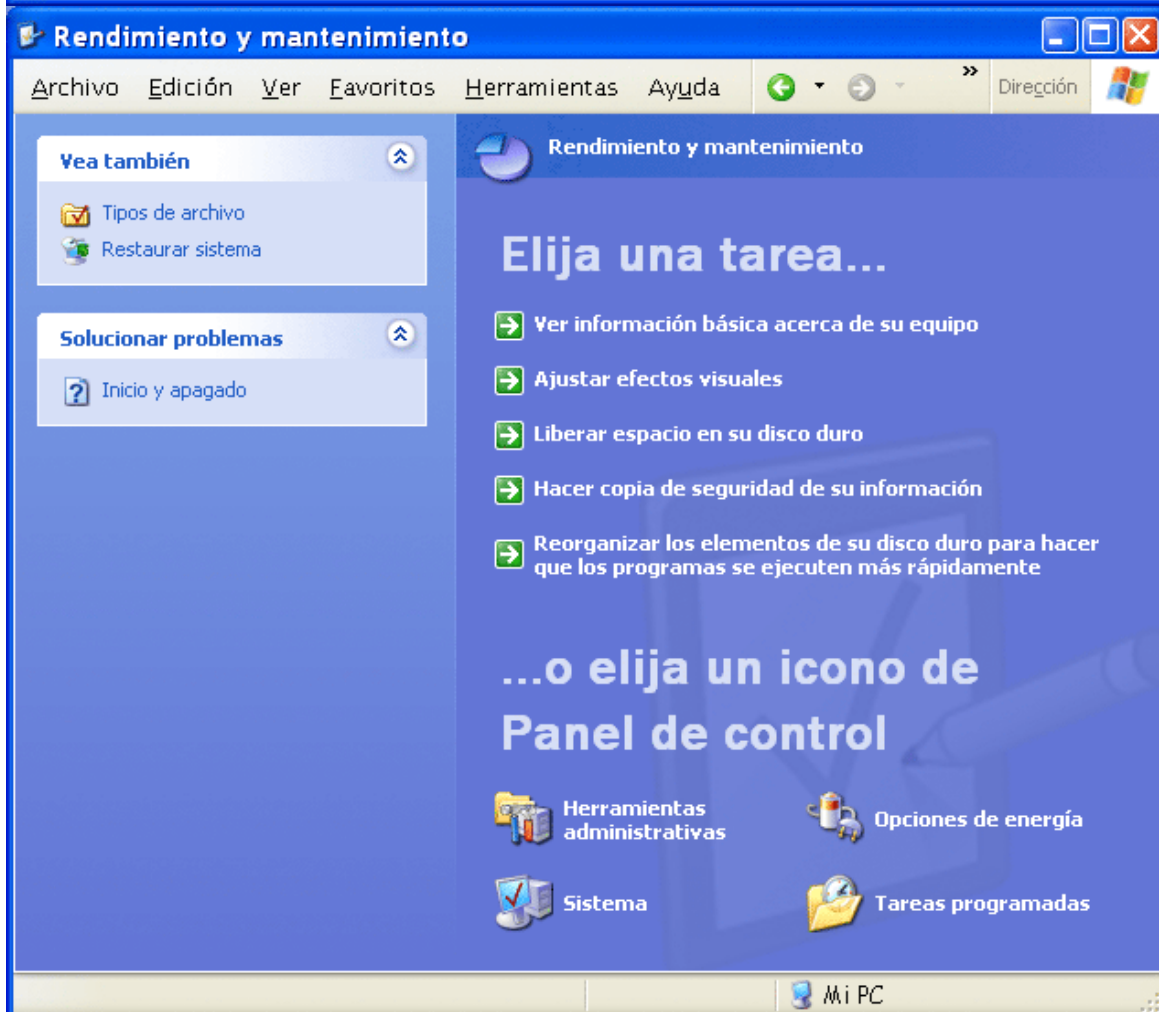 Rendimiento y mantenimiento
Archivo Edición Ver Favoritos Herramientas Ayuda » Dirección
Vea también
Tipos de archivo
Restaurar sistema
Solucionar problemas
Inicio y apagado
Rendimiento y mantenimiento
Elija una tarea...
Ver información básica acerca de su equipo
Ajustar efectos visuales
Liberar espacio en su disco duro
Hacer copia de seguridad de su información
Reorganizar los elementos de su disco duro para hacer
que los programas se ejecuten más rápidamente
...o elija un icono de
Panel de control
Herramientas
administrativas
Opciones de energía
Sistema
Tareas programadas
Mi PC